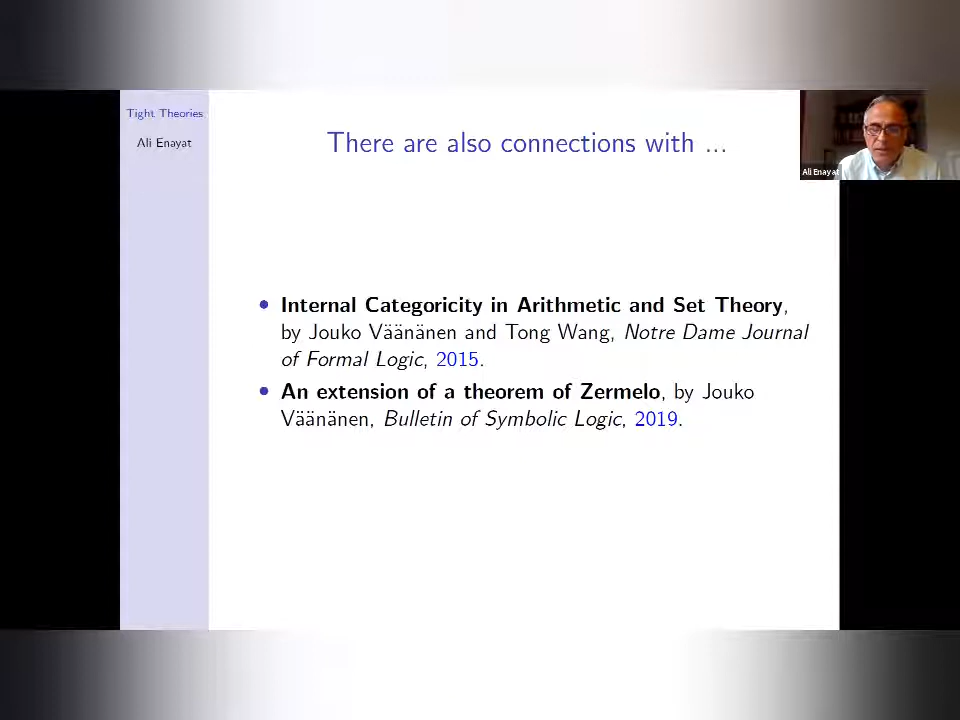 Tight Theories
Ali Enayat
There are also connections with ...
Ali Enayat
• Internal Categoricity in Arithmetic and Set Theory,
by Jouko Väänänen and Tong Wang, Notre Dame Journal
of Formal Logic, 2015.
• An extension of a theorem of Zermelo, by Jouko
Väänänen, Bulletin of Symbolic Logic, 2019.